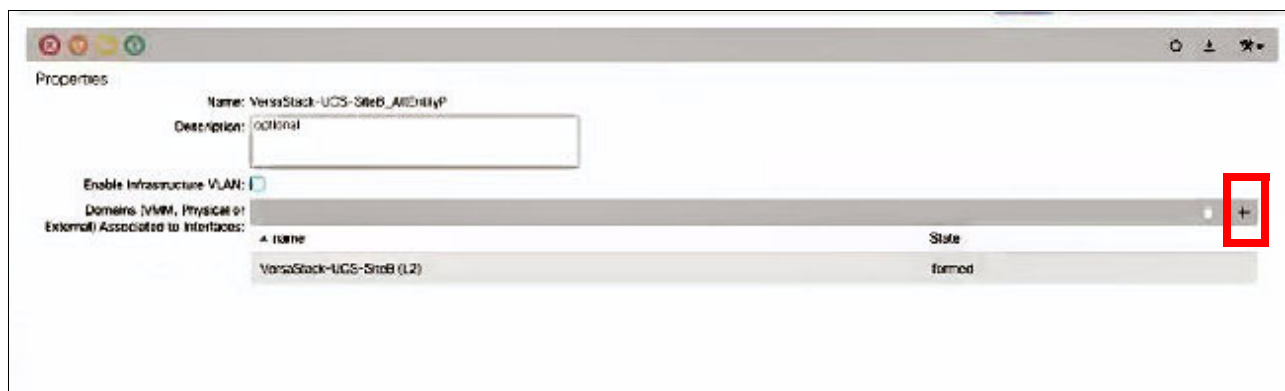 Properties
Name: VersaStack-UCS-SiteB_AttEntityP
Description: optional
Enable Infrastructure VLAN:
Domains (VMM, Physical or
External) Associated to Interfaces:
name State
VersaStack-UCS-SiteB (L2) formed